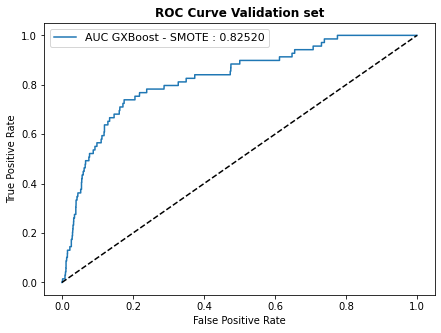 ROC Curve Validation set
AUC GXBoost - SMOTE : 0.82520
True Positive Rate
1.0
0.8
0.6
0.4
0.2
0.0
0.0 0.2 0.4 0.6 0.8 1.0
False Positive Rate